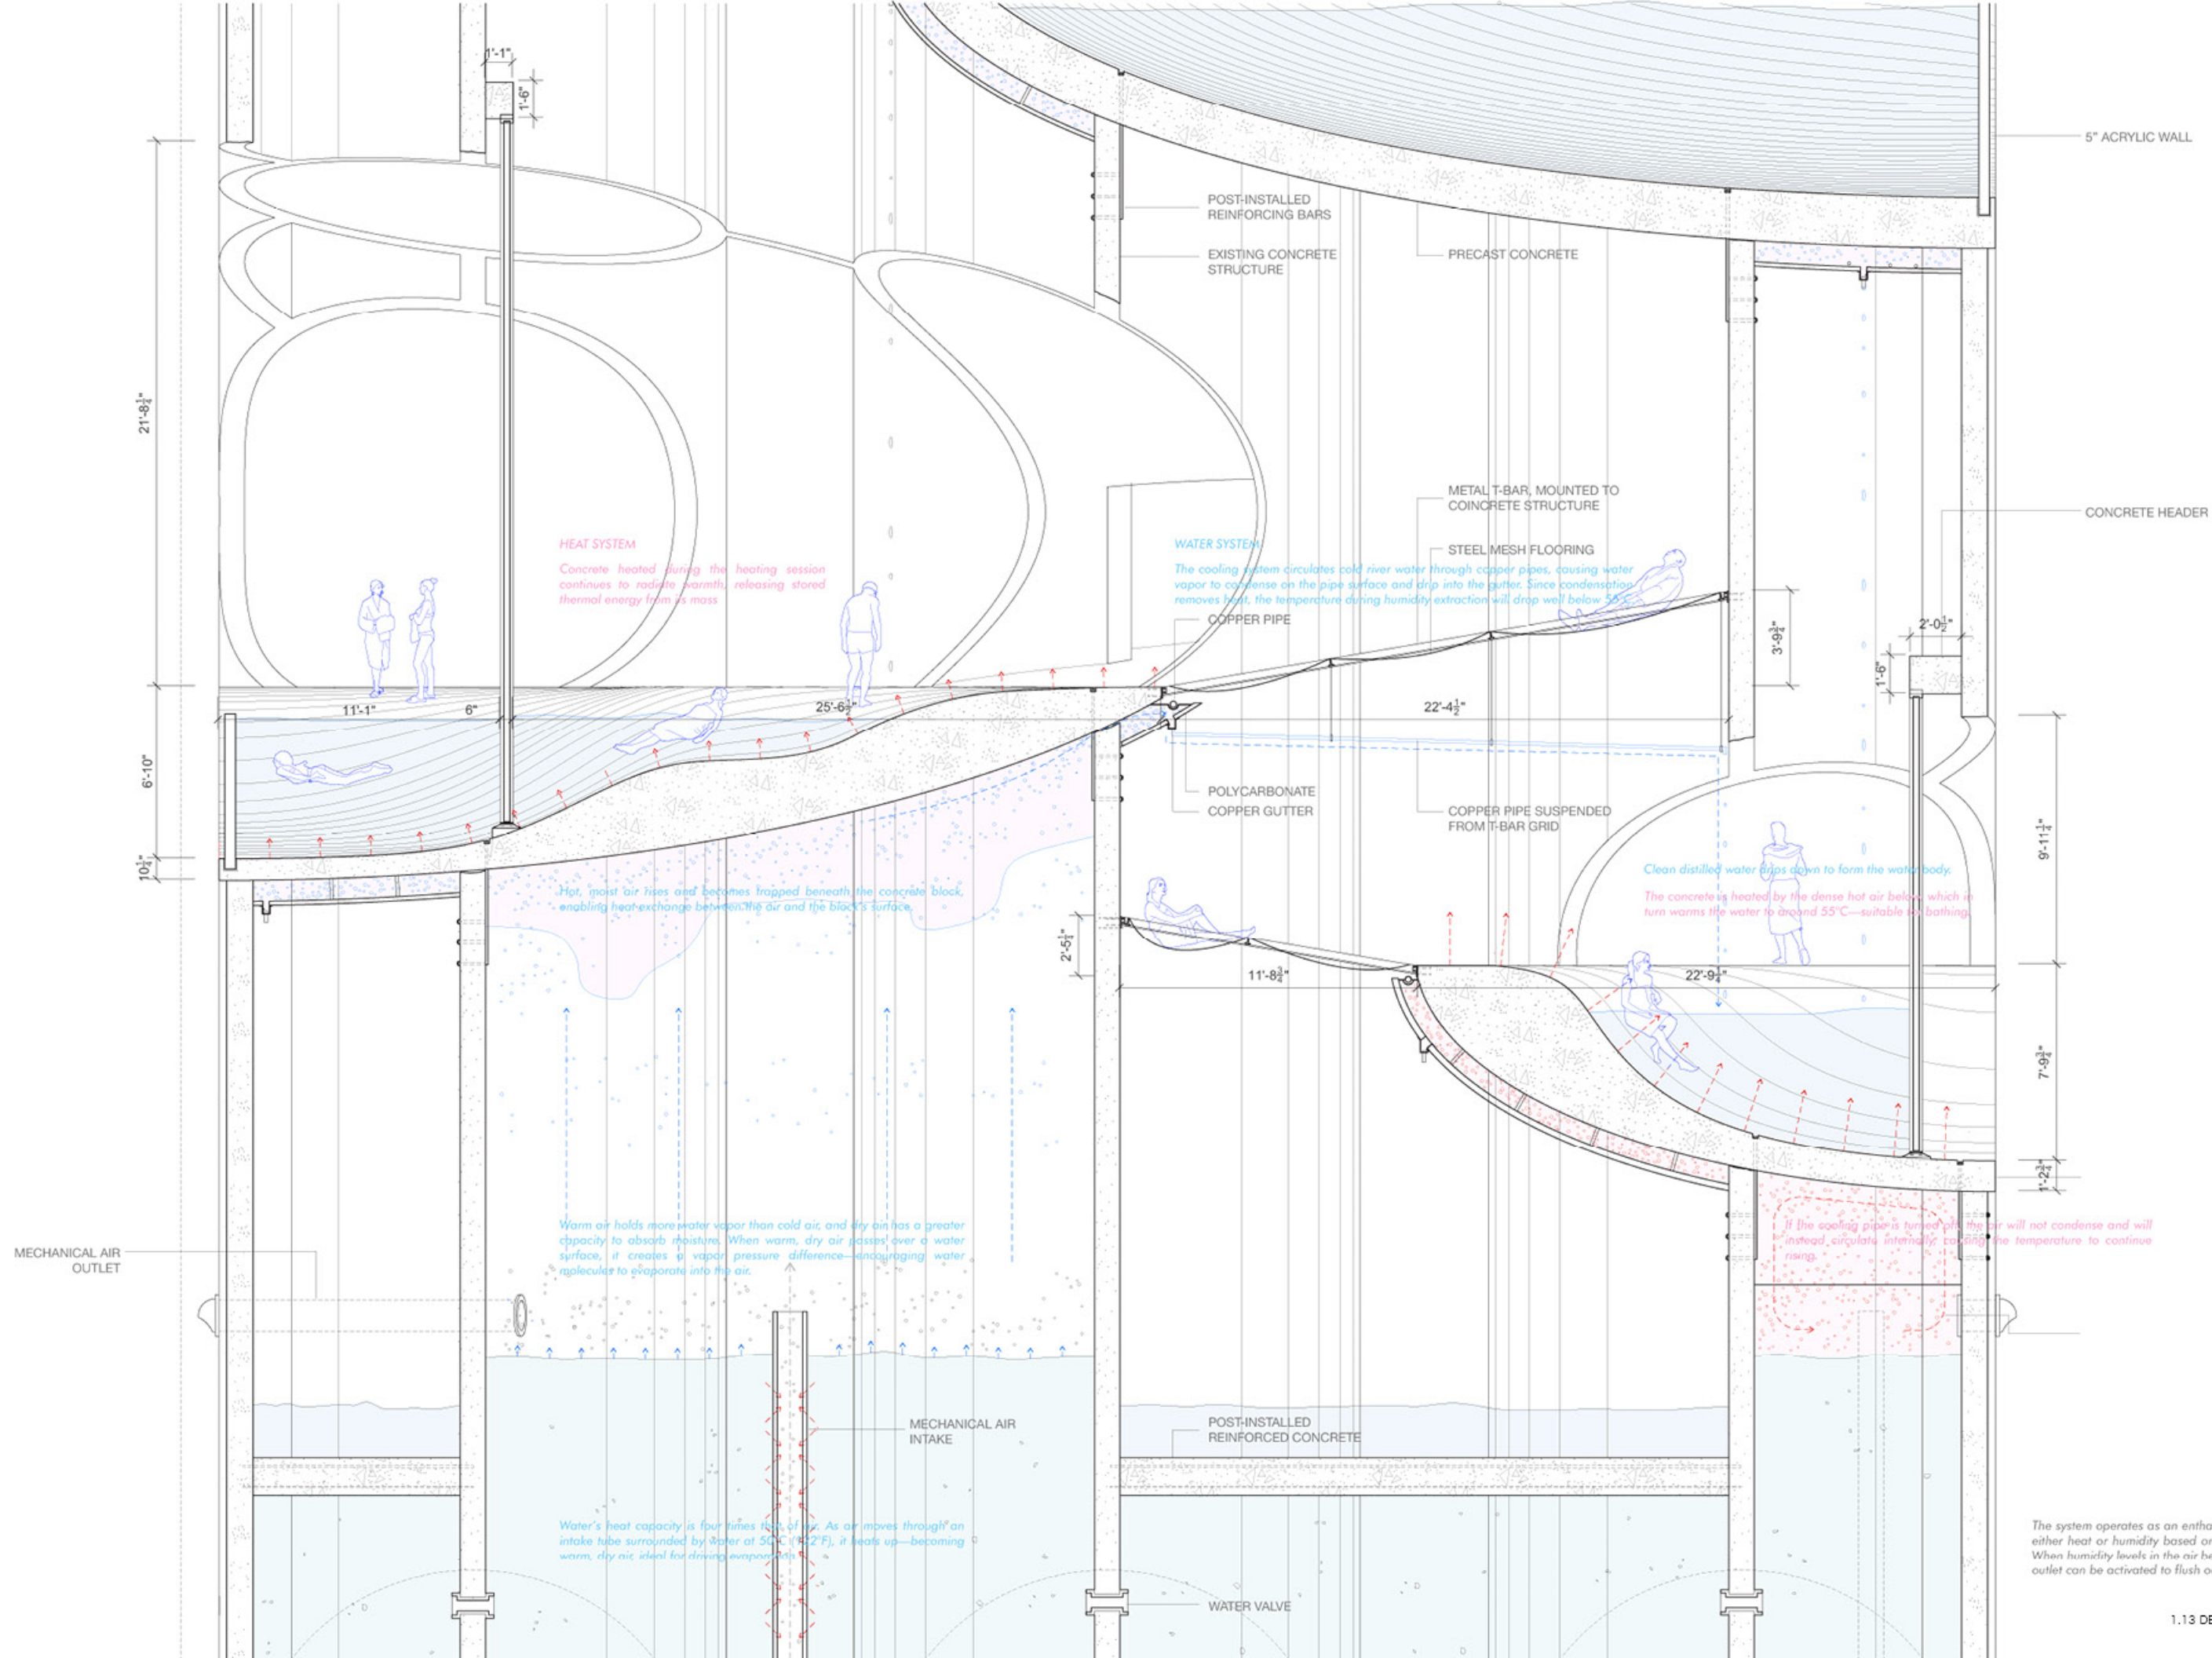 1'-1"
1'-6"
5" ACRYLIC WALL
POST-INSTALLED
REINFORCING BARS
EXISTING CONCRETE
STRUCTURE
PRECAST CONCRETE
21'-8¼"
METAL T-BAR, MOUNTED TO
COINCRETE STRUCTURE
CONCRETE HEADER
HEAT SYSTEM
Concrete heated during the heating session
continues to radiate warmth, releasing stored
thermal energy from its mass
WATER SYSTEM
STEEL MESH FLOORING
The cooling system circulates cold river water through copper pipes, causing water
vapor to condense on the pipe surface and drip into the gutter. Since condensation
removes heat, the temperature during humidity extraction will drop well below 55°C
COPPER PIPE
3'-9¾"
2'-0½"
1'-6"
11'-1"
6"
25'-6½"
22'-4½"
6'-10"
10¼"
POLYCARBONATE
COPPER GUTTER
COPPER PIPE SUSPENDED
FROM T-BAR GRID
9'-11¼"
Clean distilled water drips down to form the water body.
The concrete is heated by the dense hot air below, which in
turn warms the water to around 55°C—suitable for bathing.
Hot, moist air rises and becomes trapped beneath the concrete block,
enabling heat exchange between the air and the block's surface.
2'-5¼"
11'-8¾"
22'-9¼"
7'-9¾"
1'-2¾"
Warm air holds more water vapor than cold air, and dry air has a greater
capacity to absorb moisture. When warm, dry air passes over a water
surface, it creates a vapor pressure difference—encouraging water
molecules to evaporate into the air.
If the cooling pipe is turned off, the air will not condense and will
instead circulate internally, causing the temperature to continue
rising.
MECHANICAL AIR
OUTLET
MECHANICAL AIR
INTAKE
POST-INSTALLED
REINFORCED CONCRETE
Water's heat capacity is four times that of air. As air moves through an
intake tube surrounded by water at 50°C (122°F), it heats up—becoming
warm, dry air, ideal for driving evaporation.
The system operates as an entha
either heat or humidity based or
When humidity levels in the air be
outlet can be activated to flush o
WATER VALVE
1.13 DE